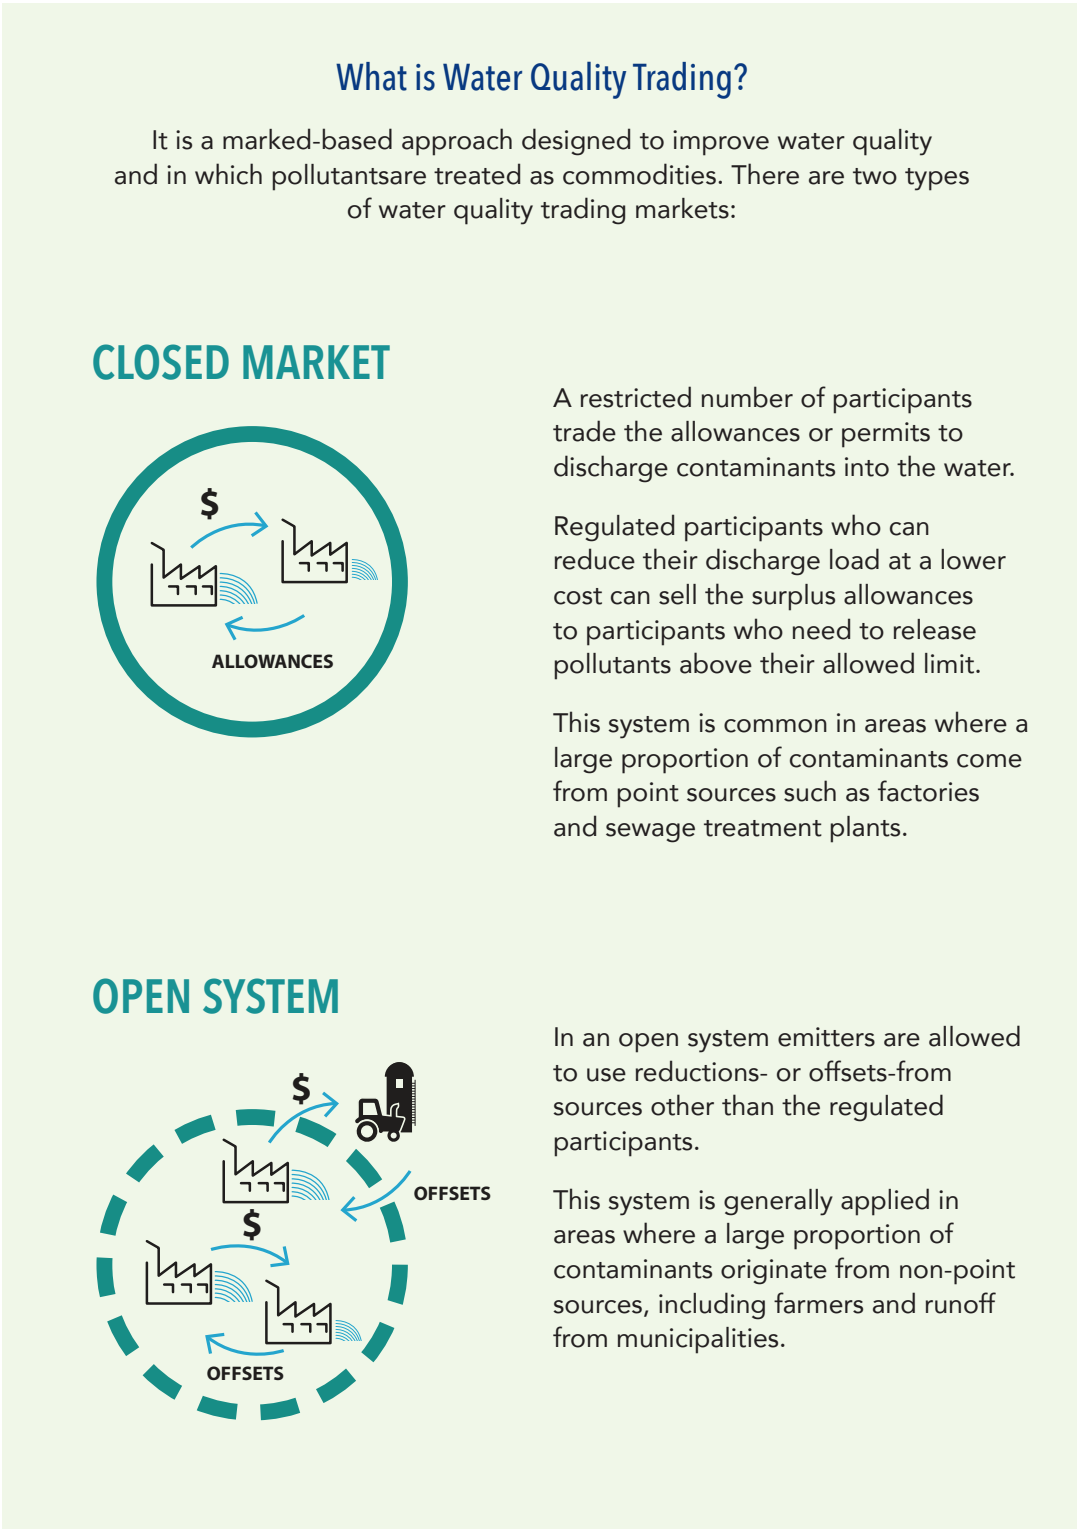 What is Water Quality Trading?
It is a marked-based approach designed to improve water quality
and in which pollutantsare treated as commodities. There are two types
of water quality trading markets:
CLOSED MARKET
$
ALLOWANCES
A restricted number of participants
trade the allowances or permits to
discharge contaminants into the water.
Regulated participants who can
reduce their discharge load at a lower
cost can sell the surplus allowances
to participants who need to release
pollutants above their allowed limit.
This system is common in areas where a
large proportion of contaminants come
from point sources such as factories
and sewage treatment plants.
OPEN SYSTEM
$
OFFSETS
$
OFFSETS
In an open system emitters are allowed
to use reductions- or offsets-from
sources other than the regulated
participants.
This system is generally applied in
areas where a large proportion of
contaminants originate from non-point
sources, including farmers and runoff
from municipalities.